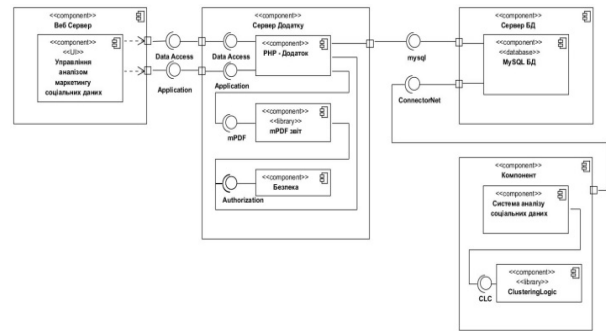 <<component>>
Веб Сервер
<<component>>
<<UI>>
Управління
аналізом
маркетингу
соціальних даних
Data Access
Application
<<component>>
Сервер Додатку
Data Access
Application
<<component>>
PHP - Додаток
mPDF
<<component>>
<<library>>
mPDF звіт
Authorization
<<component>>
Безпека
mysql
ConnectorNet
<<component>>
Сервер БД
<<component>>
<<database>>
MySQL БД
<<component>>
Компонент
<<component>>
Система аналізу
соціальних даних
CLC
<<component>>
<<library>>
ClusteringLogic